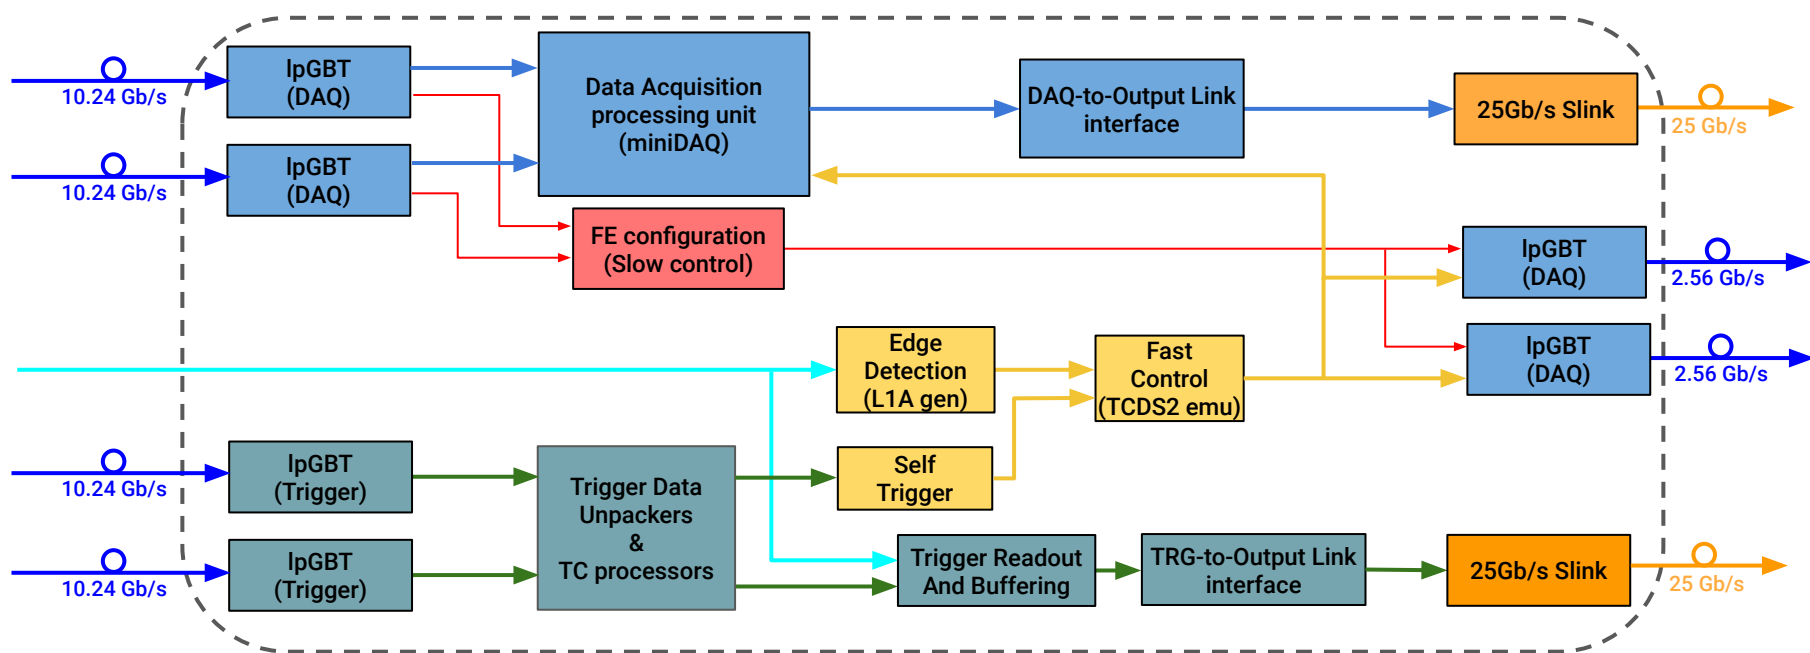 10.24 Gb/s
lpGBT
(DAQ)
Data Acquisition
processing unit
(miniDAQ)
DAQ-to-Output Link
interface
25Gb/s Slink
25 Gb/s
10.24 Gb/s
lpGBT
(DAQ)
FE configuration
(Slow control)
lpGBT
(DAQ)
2.56 Gb/s
Edge
Detection
(L1A gen)
Fast
Control
(TCDS2 emu)
lpGBT
(DAQ)
2.56 Gb/s
10.24 Gb/s
lpGBT
(Trigger)
Trigger Data
Unpackers
&
TC processors
Self
Trigger
10.24 Gb/s
lpGBT
(Trigger)
Trigger Readout
And Buffering
TRG-to-Output Link
interface
25Gb/s Slink
25 Gb/s